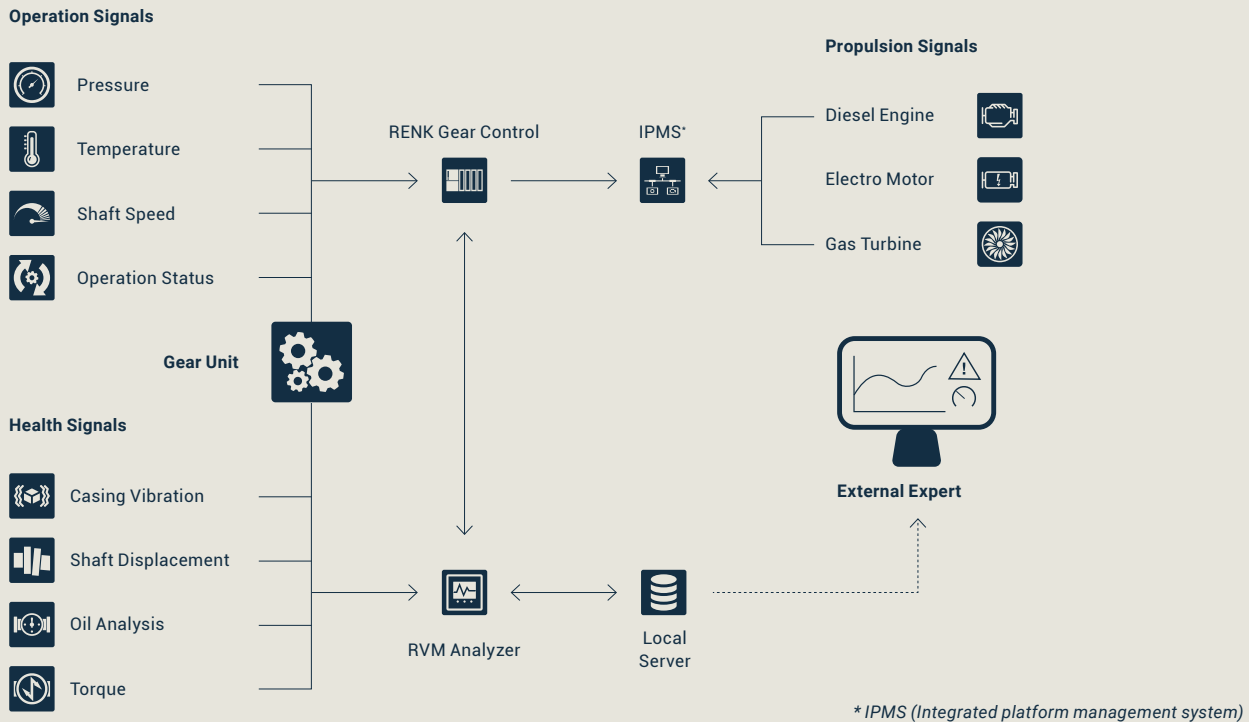 Operation Signals
Pressure
Temperature
Shaft Speed
Operation Status
Gear Unit
Health Signals
Casing Vibration
Shaft Displacement
Oil Analysis
Torque
RENK Gear Control
IPMS*
Propulsion Signals
Diesel Engine
Electro Motor
Gas Turbine
External Expert
RVM Analyzer
Local
Server
* IPMS (Integrated platform management system)